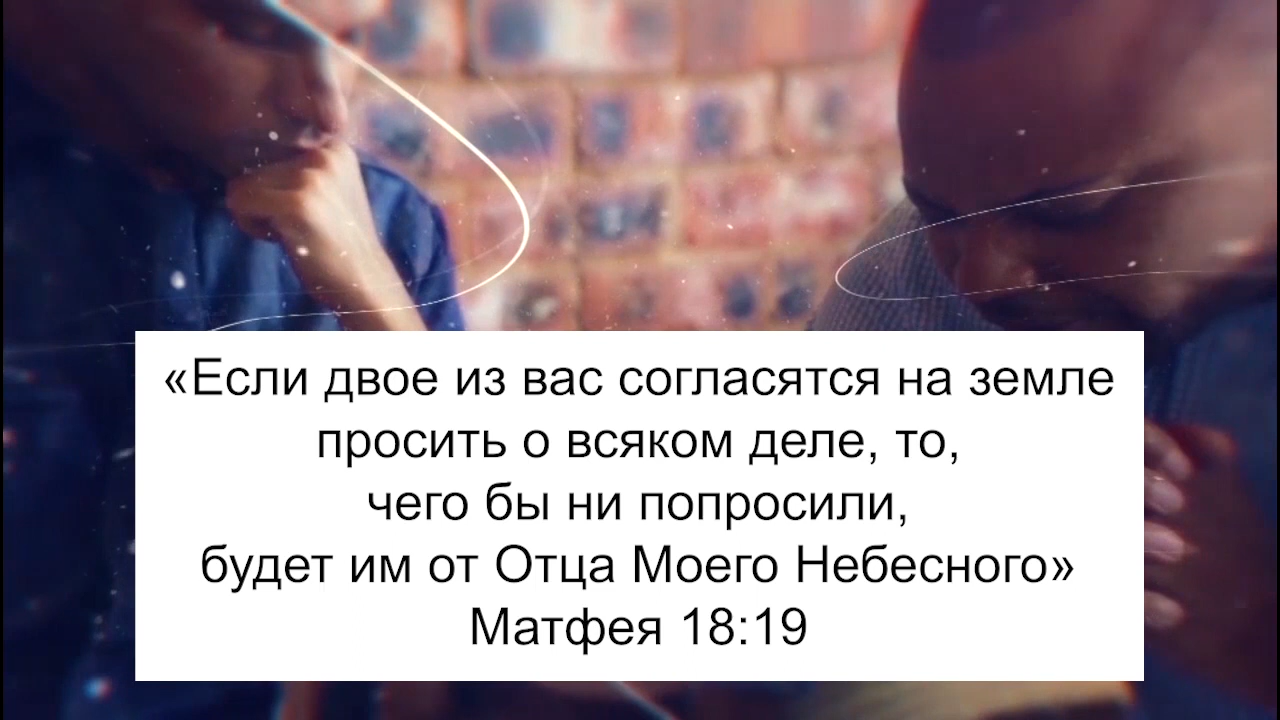 «Если двое из вас согласятся на земле
просить о всяком деле, то,
чего бы ни попросили,
будет им от Отца Моего Небесного»
Матфея 18:19